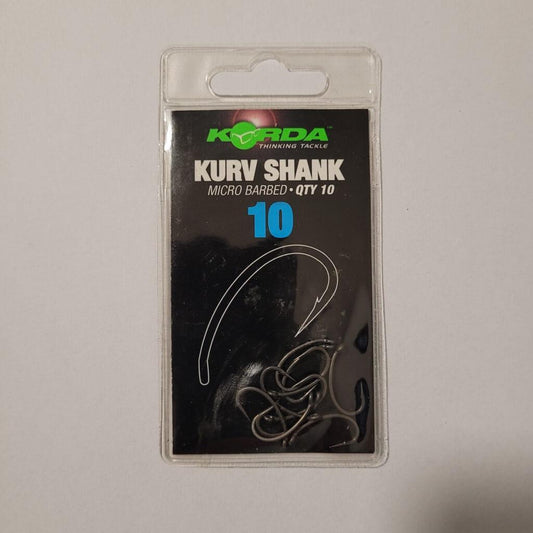 KORDA
THINKING TACKLE
KURV SHANK
MICRO BARBED • QTY 10
10